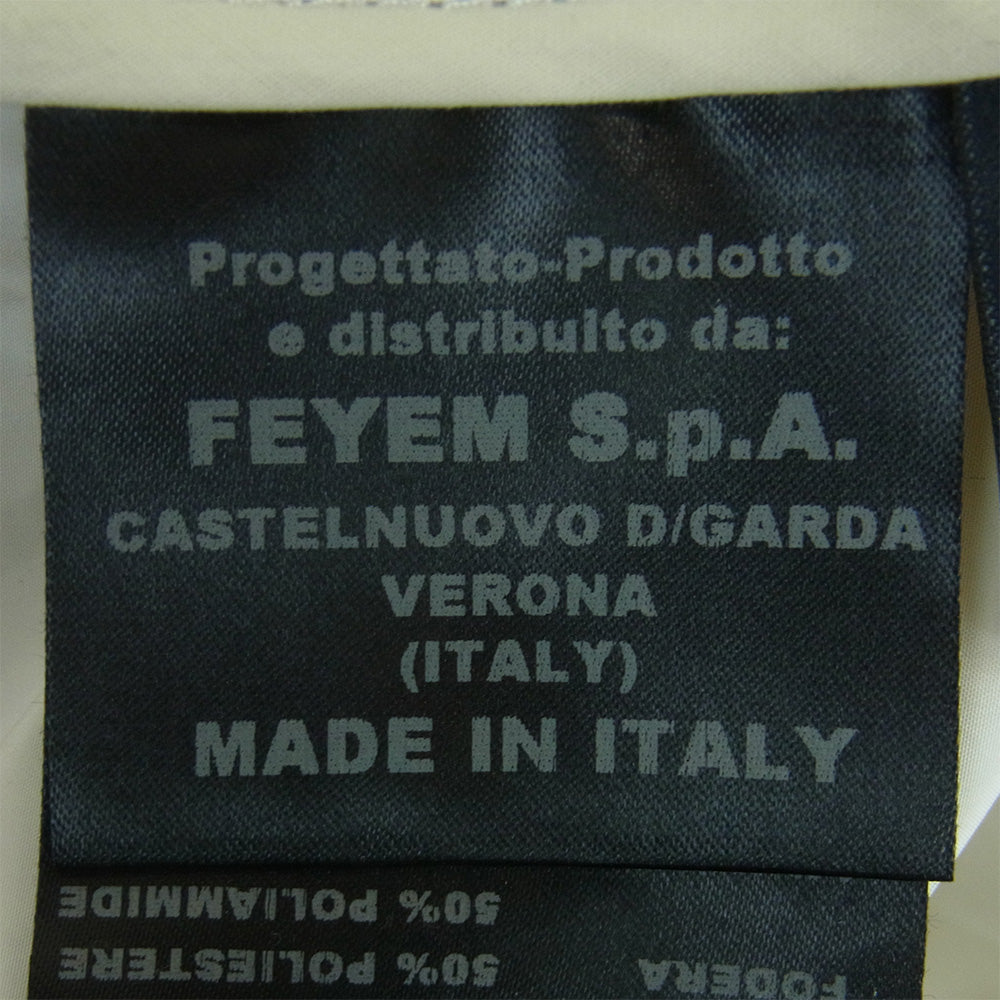 Progettato-Prodotto
e distribuito da:
FEYEM S.p.A.
CASTELNUOVO D/GARDA
VERONA
(ITALY)
MADE IN ITALY
50% POLIAMMIDE
FODERA 50% POLIESTERE